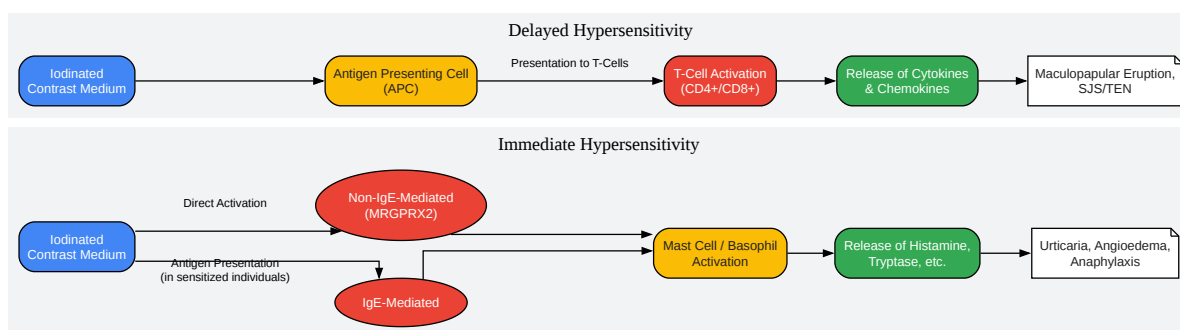 Delayed Hypersensitivity
Iodinated
Contrast Medium
Antigen Presenting Cell
(APC)
Presentation to T-Cells
T-Cell Activation
(CD4+/CD8+)
Release of Cytokines
& Chemokines
Maculopapular Eruption,
SJS/TEN
Immediate Hypersensitivity
Iodinated
Contrast Medium
Direct Activation
Antigen Presentation
(in sensitized individuals)
Non-IgE-Mediated
(MRGPRX2)
IgE-Mediated
Mast Cell / Basophil
Activation
Release of Histamine,
Tryptase, etc.
Urticaria, Angioedema,
Anaphylaxis